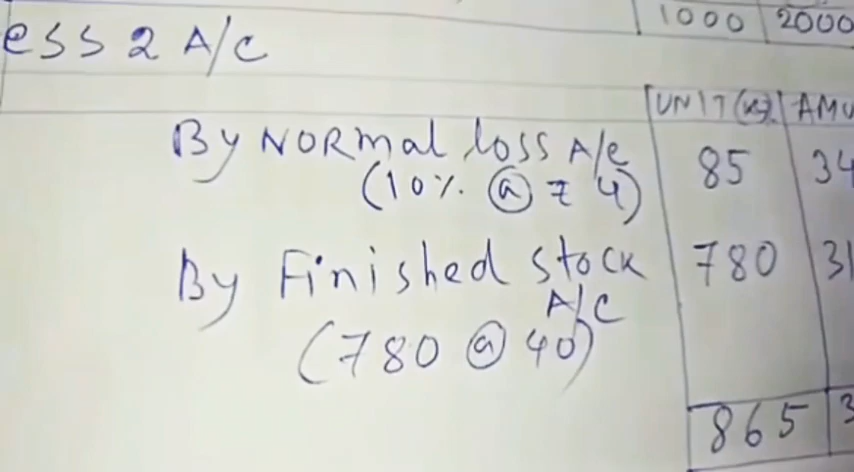 1000 2000
ess 2 A/C
UNIT(x). AMU
By NORmal loss A/c 85 34
(10% @ ₹ 4)
By Finished stock 780 31
A/C
(780 @ 40)
865 3